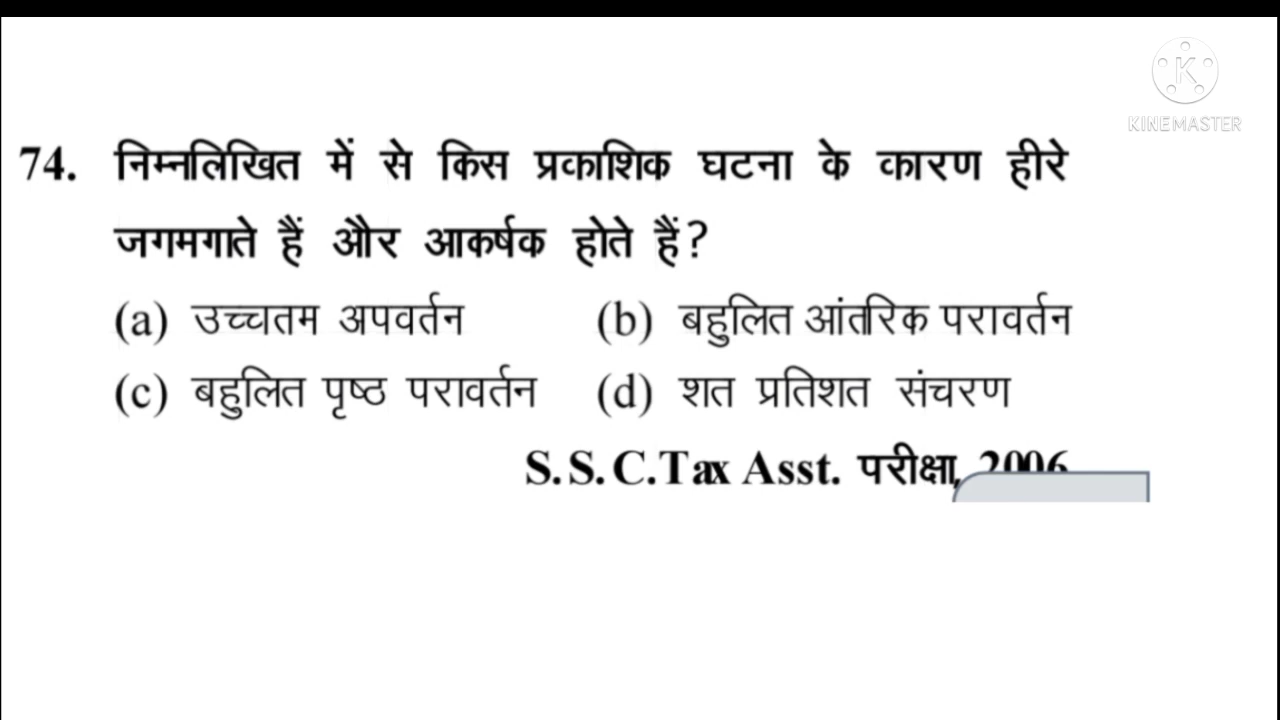 KINEMASTER
74. निम्नलिखित में से किस प्रकाशिक घटना के कारण हीरे
जगमगाते हैं और आकर्षक होते हैं?
(a) उच्चतम अपवर्तन (b) बहुलित आंतरिक परावर्तन
(c) बहुलित पृष्ठ परावर्तन (d) शत प्रतिशत संचरण
S.S.C.Tax Asst. परीक्षा, 2006